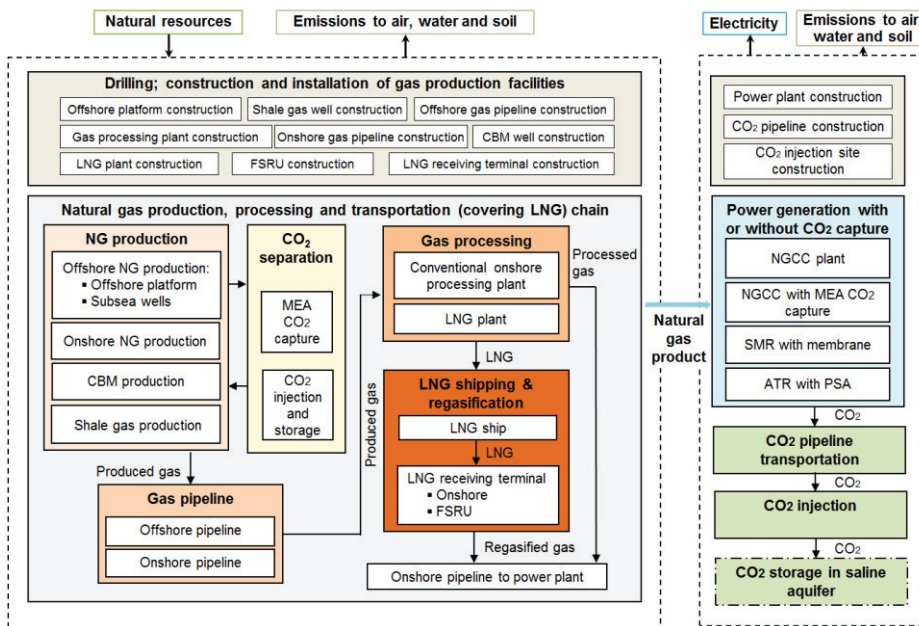 Natural resources
Emissions to air, water and soil
Electricity
Emissions to air,
water and soil
Drilling; construction and installation of gas production facilities
Offshore platform construction
Shale gas well construction
Offshore gas pipeline construction
Gas processing plant construction
Onshore gas pipeline construction
CBM well construction
LNG plant construction
FSRU construction
LNG receiving terminal construction
Power plant construction
CO₂ pipeline construction
CO₂ injection site
construction
Natural gas production, processing and transportation (covering LNG) chain
NG production
Offshore NG production:
▪ Offshore platform
▪ Subsea wells
Onshore NG production
CBM production
Shale gas production
CO₂
separation
MEA
CO₂
capture
CO₂
injection
and
storage
Produced gas
Gas pipeline
Offshore pipeline
Onshore pipeline
Produced gas
Gas processing
Conventional onshore
processing plant
LNG plant
Processed
gas
LNG
LNG shipping &
regasification
LNG ship
LNG
LNG receiving terminal
▪ Onshore
▪ FSRU
Regasified gas
Onshore pipeline to power plant
Natural
gas
product
Power generation with
or without CO₂ capture
NGCC plant
NGCC with MEA CO₂
capture
SMR with membrane
ATR with PSA
CO₂
CO₂ pipeline
transportation
CO₂
CO₂ injection
CO₂
CO₂ storage in saline
aquifer